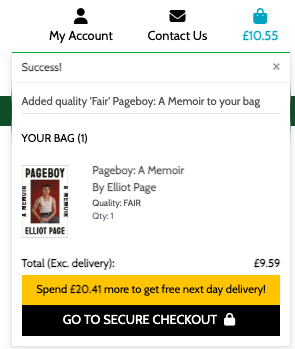 My Account
Contact Us
£10.55
Success!
×
Added quality 'Fair' Pageboy: A Memoir to your bag
YOUR BAG (1)
PAGEBOY
A MEMOIR
A MEMOIR
ELLIOT PAGE
Pageboy: A Memoir
By Elliot Page
Quality: FAIR
Qty: 1
Total (Exc. delivery):
£9.59
Spend £20.41 more to get free next day delivery!
GO TO SECURE CHECKOUT